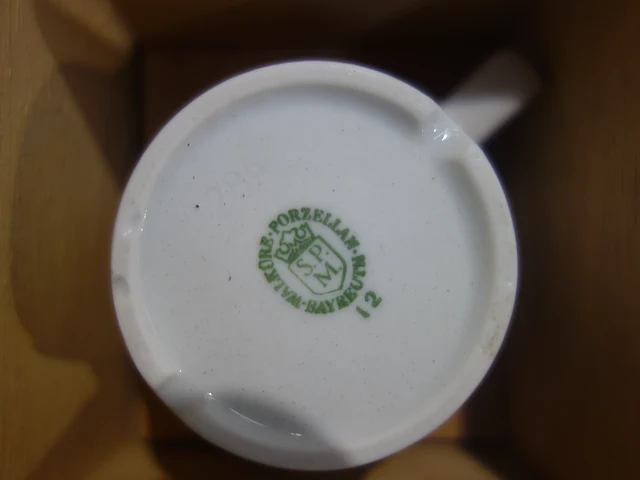 WALKÜRE·PORZELLAN·
BAYREUTH·
S.P.
M.
12